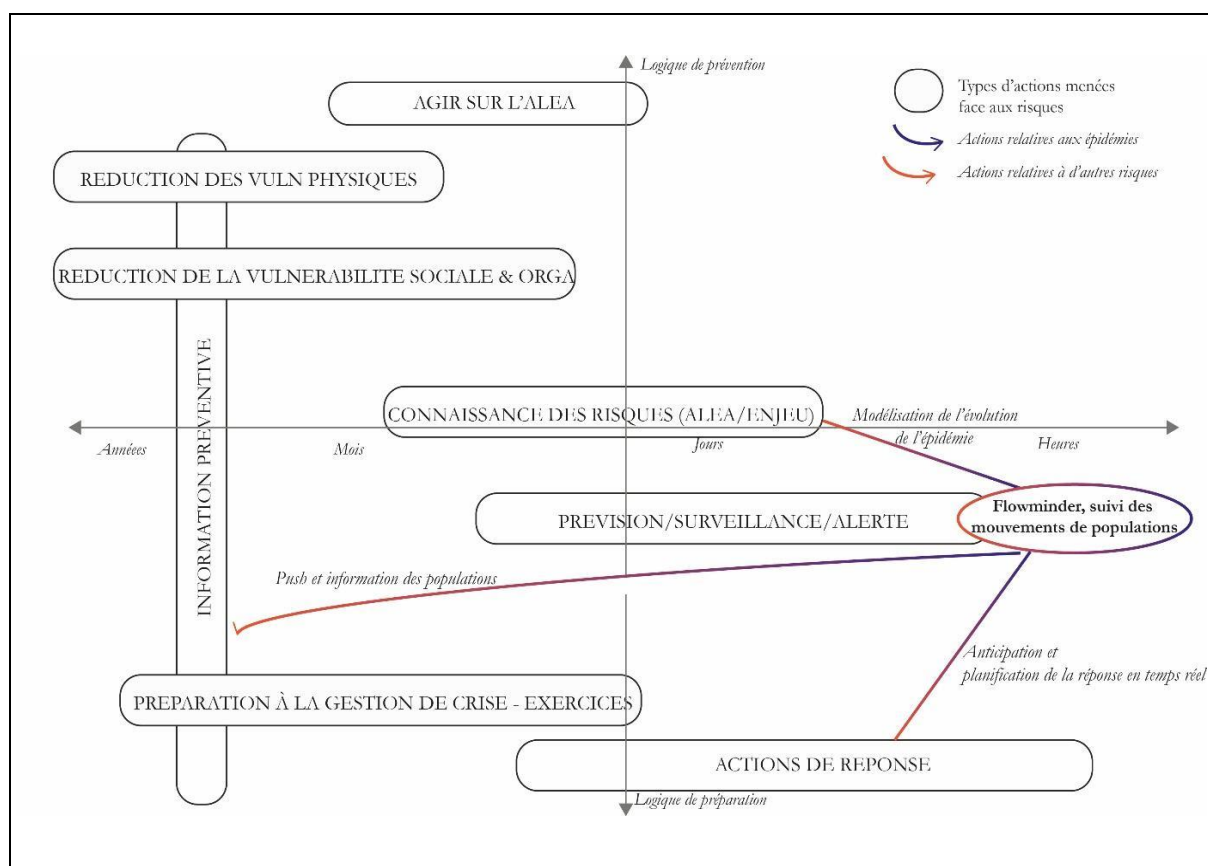 Logique de prévention
AGIR SUR L'ALEA
Types d'actions menées
face aux risques
Actions relatives aux épidémies
Actions relatives à d'autres risques
REDUCTION DES VULN PHYSIQUES
REDUCTION DE LA VULNERABILITE SOCIALE & ORGA
INFORMATION PREVENTIVE
CONNAISSANCE DES RISQUES (ALEA/ENJEU)
Modélisation de l'évolution
de l'épidémie
Années
Mois
Jours
Heures
PREVISION/SURVEILLANCE/ALERTE
Flowminder, suivi des
mouvements de populations
Push et information des populations
Anticipation et
planification de la réponse en temps réel
PREPARATION À LA GESTION DE CRISE - EXERCICES
ACTIONS DE REPONSE
Logique de préparation